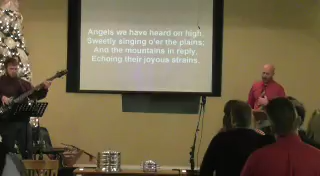 Angels we have heard on high,
Sweetly singing o'er the plains;
And the mountains in reply,
Echoing their joyous strains.